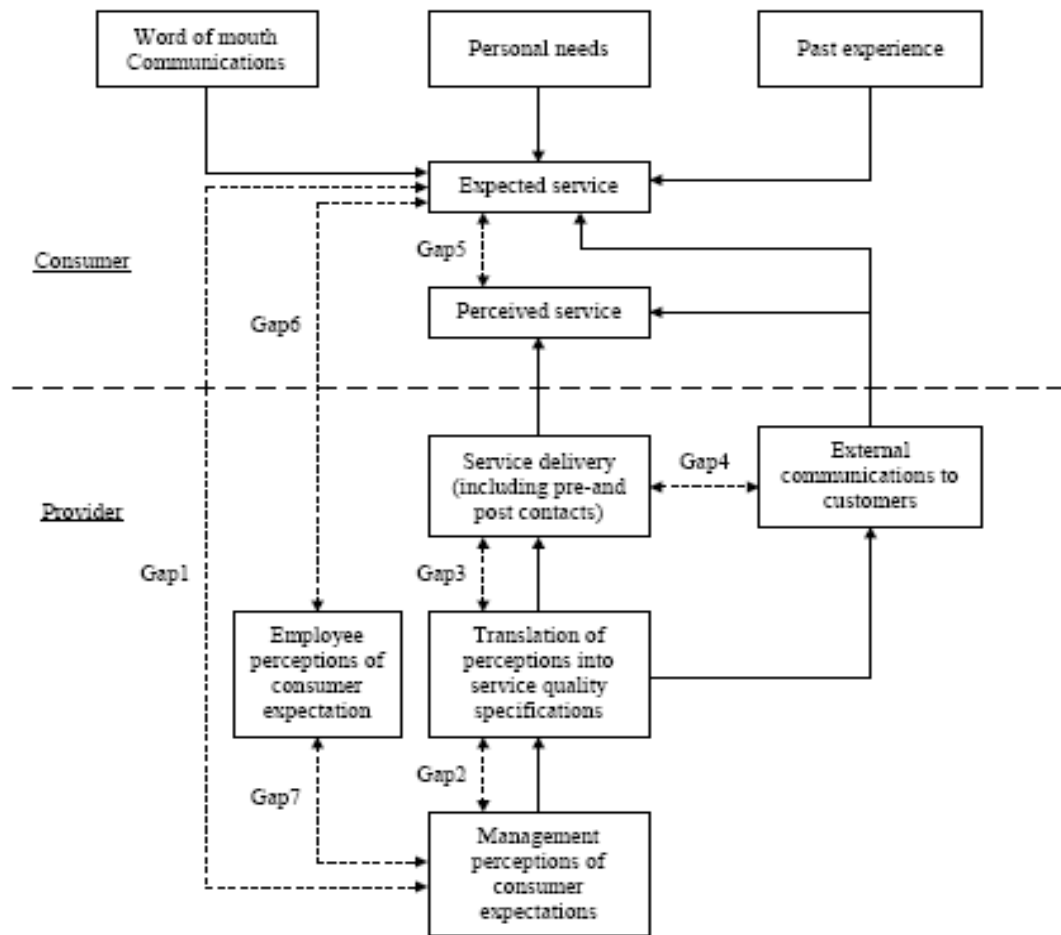 Word of mouth
Communications
Personal needs
Past experience
Expected service
Gap5
Consumer
Perceived service
Gap6
Service delivery
(including pre-and
post contacts)
Gap4
External
communications to
customers
Provider
Gap1
Gap3
Employee
perceptions of
consumer
expectation
Translation of
perceptions into
service quality
specifications
Gap7
Gap2
Management
perceptions of
consumer
expectations